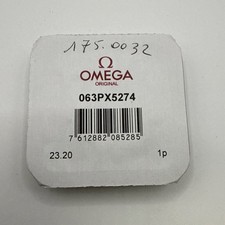 175.0032
Ω
OMEGA
ORIGINAL
063PX5274
7 612882 085285
23.20 1p